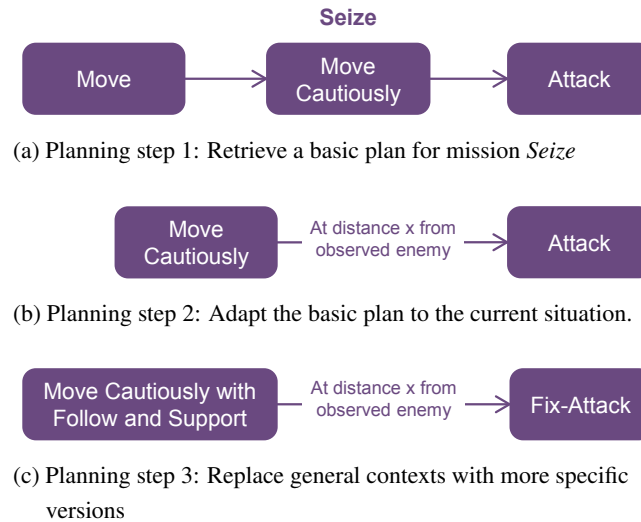 Seize
Move
Move
Cautiously
Attack
(a) Planning step 1: Retrieve a basic plan for mission Seize
Move
Cautiously
At distance x from
observed enemy
Attack
(b) Planning step 2: Adapt the basic plan to the current situation.
Move Cautiously with
Follow and Support
At distance x from
observed enemy
Fix-Attack
(c) Planning step 3: Replace general contexts with more specific
versions